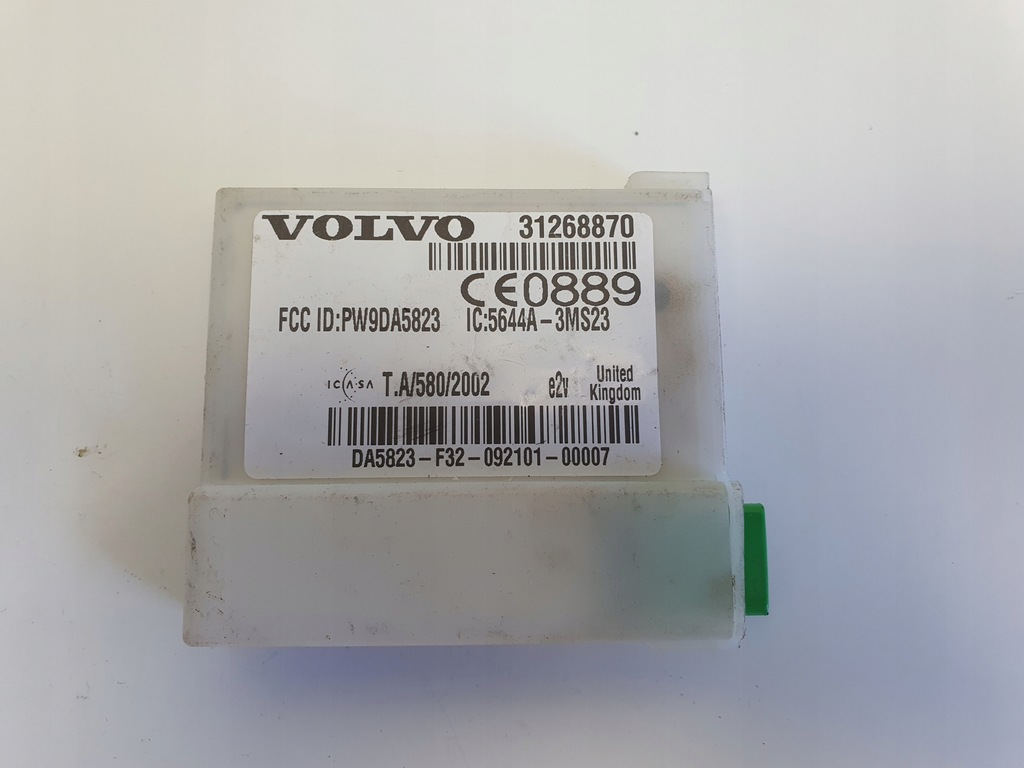 VOLVO 31268870
CE0889
FCC ID:PW9DA5823 IC:5644A-3MS23
ICASA T.A/580/2002 e2v United Kingdom
DA5823-F32-092101-00007